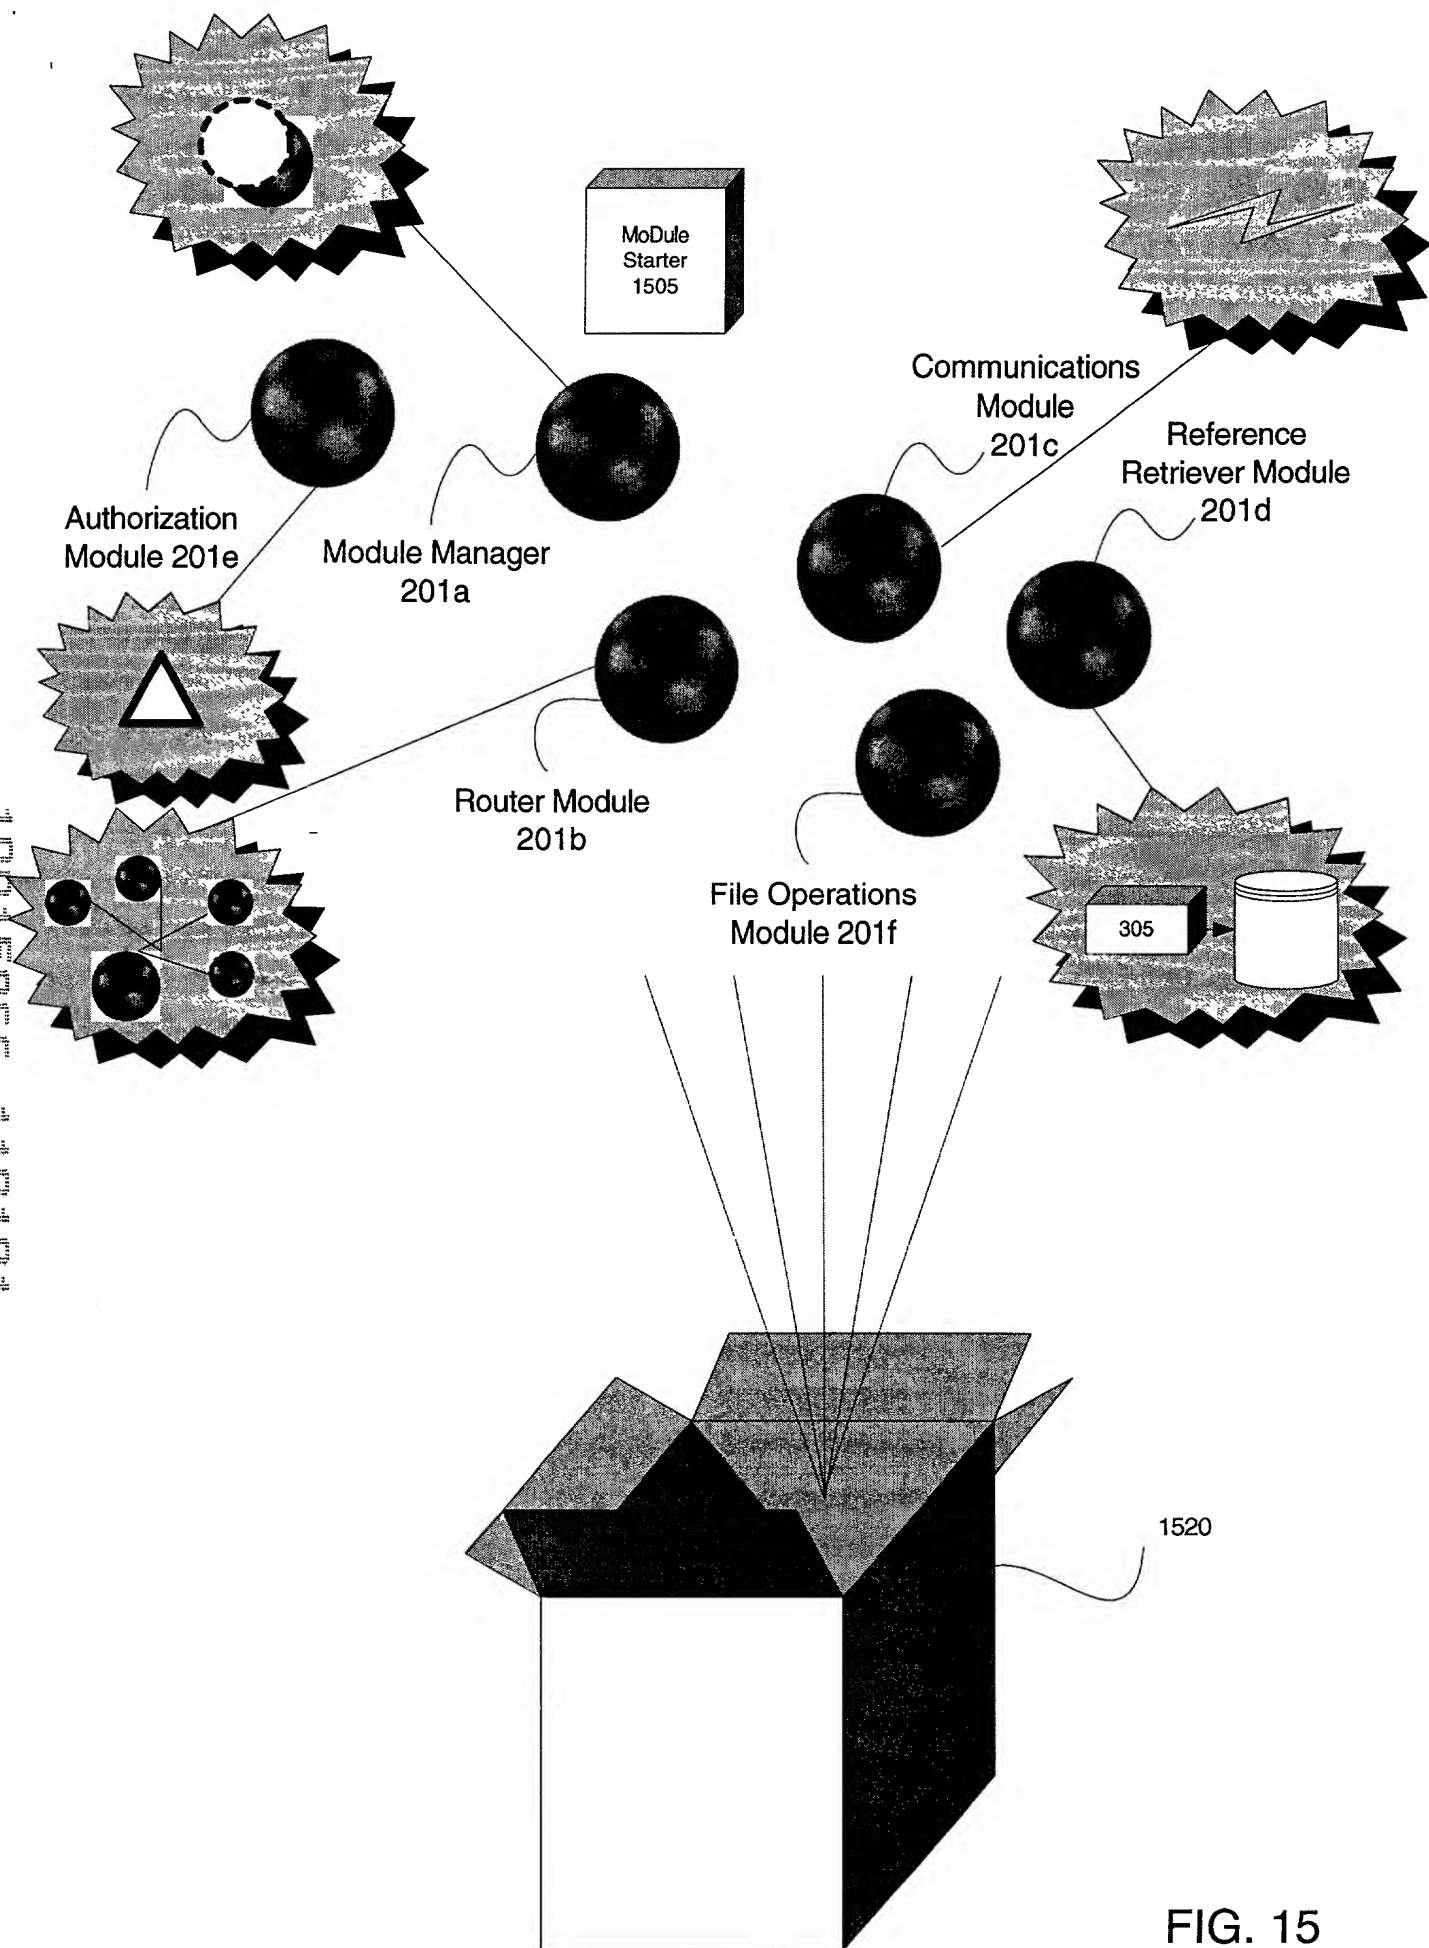 MoDule
Starter
1505
Communications
Module
201c
Reference
Retriever Module
201d
Authorization
Module 201e
Module Manager
201a
Router Module
201b
File Operations
Module 201f
305
1520
FIG. 15